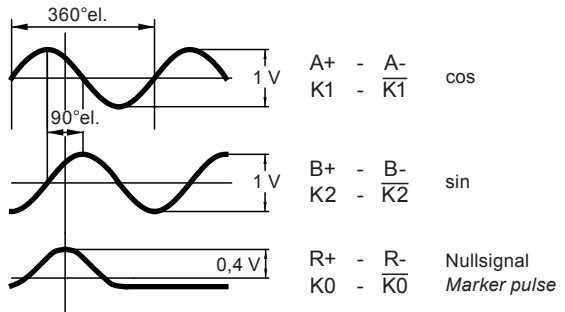 360°el.
1 V
A+ - A-
K1 - K1
cos
90°el.
1 V
B+ - B-
K2 - K2
sin
0,4 V
R+ - R-
K0 - K0
Nullsignal
Marker pulse